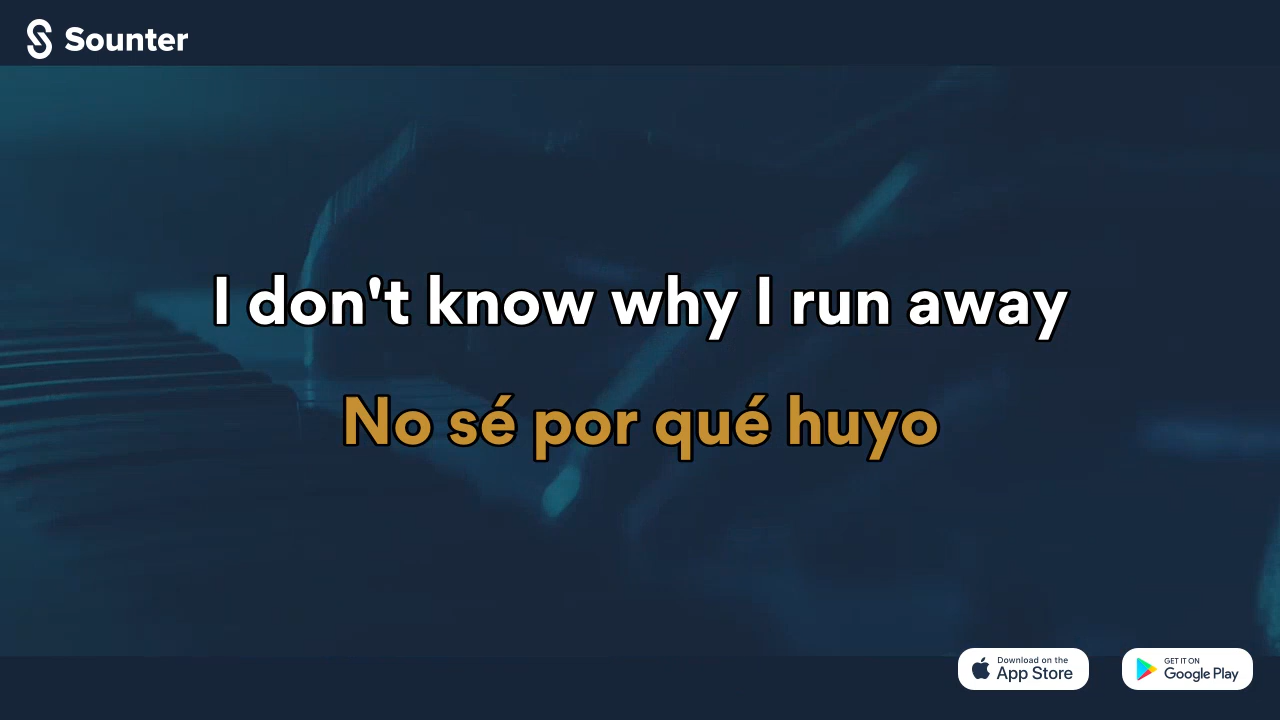 Sounter
I don't know why I run away
No sé por qué huyo
Download on the
App Store
GET IT ON
Google Play